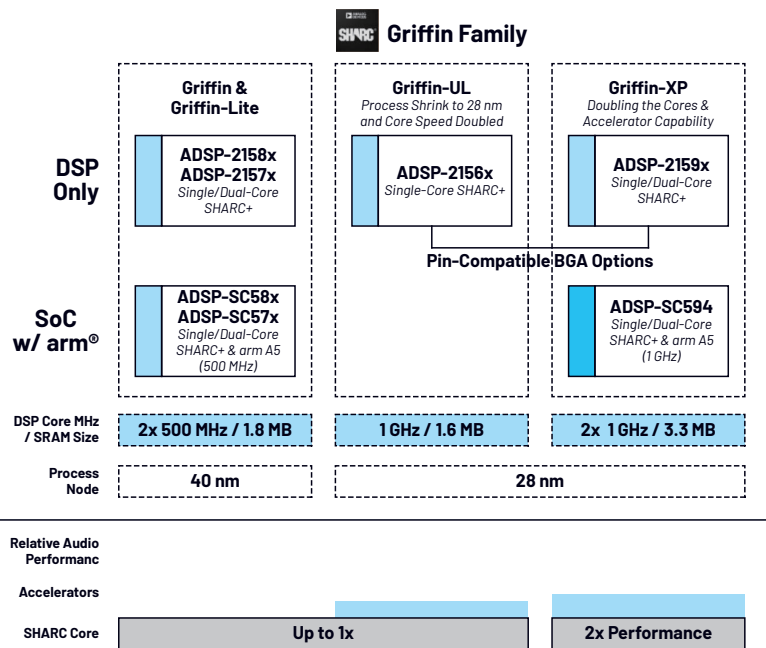 SHARC
Griffin Family
Griffin &
Griffin-Lite
Griffin-UL
Process Shrink to 28 nm
and Core Speed Doubled
Griffin-XP
Doubling the Cores &
Accelerator Capability
DSP
Only
ADSP-2158x
ADSP-2157x
Single/Dual-Core
SHARC+
ADSP-2156x
Single-Core SHARC+
ADSP-2159x
Single/Dual-Core
SHARC+
Pin-Compatible BGA Options
SoC
w/ arm®
ADSP-SC58x
ADSP-SC57x
Single/Dual-Core
SHARC+ & arm A5
(500 MHz)
ADSP-SC594
Single/Dual-Core
SHARC+ & arm A5
(1 GHz)
DSP Core MHz
/ SRAM Size
2x 500 MHz / 1.8 MB
1 GHz / 1.6 MB
2x 1 GHz / 3.3 MB
Process
Node
40 nm
28 nm
Relative Audio
Performanc
Accelerators
SHARC Core
Up to 1x
2x Performance